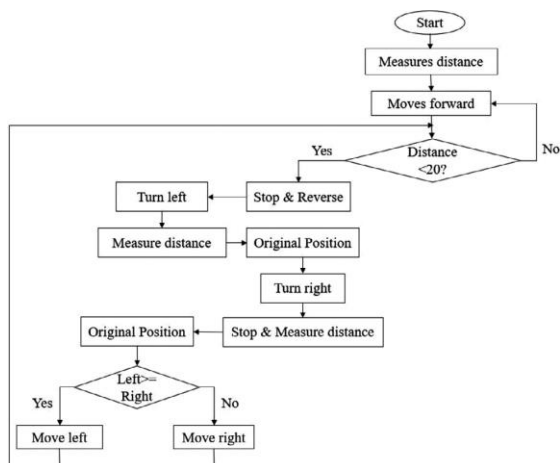 Start
Measures distance
Moves forward
No
Yes
Distance
<20?
Turn left
Stop & Reverse
Measure distance
Original Position
Turn right
Original Position
Stop & Measure distance
Left>=
Right
Yes
No
Move left
Move right